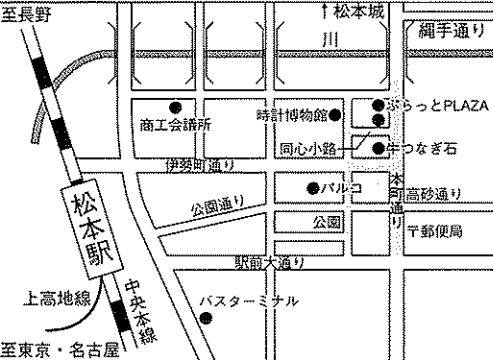 至長野
↑松本城
川
縄手通り
ぷらっとPLAZA
時計博物館
商工会議所
同心小路
牛つなぎ石
伊勢町通り
パルコ
本町通り
高砂通り
公園通り
公園
〒郵便局
松本駅
駅前大通り
上高地線
中央本線
バスターミナル
至東京・名古屋